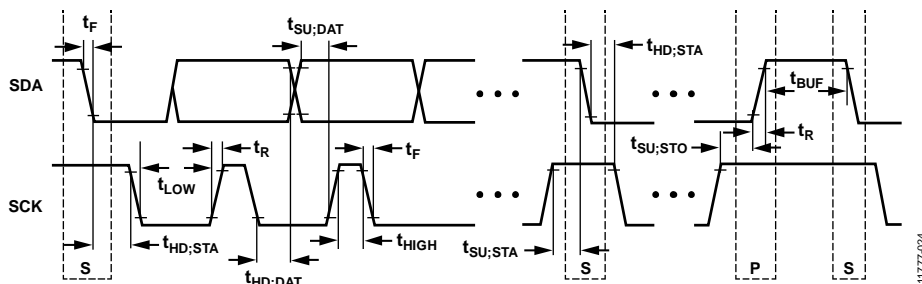 tF
tSU;DAT
tHD;STA
SDA
tBUF
tR
tF
tSU;STO
tR
tLOW
SCK
tHD;STA
tHIGH
tSU;STA
tHD;DAT
S
S
P
S
11777-024